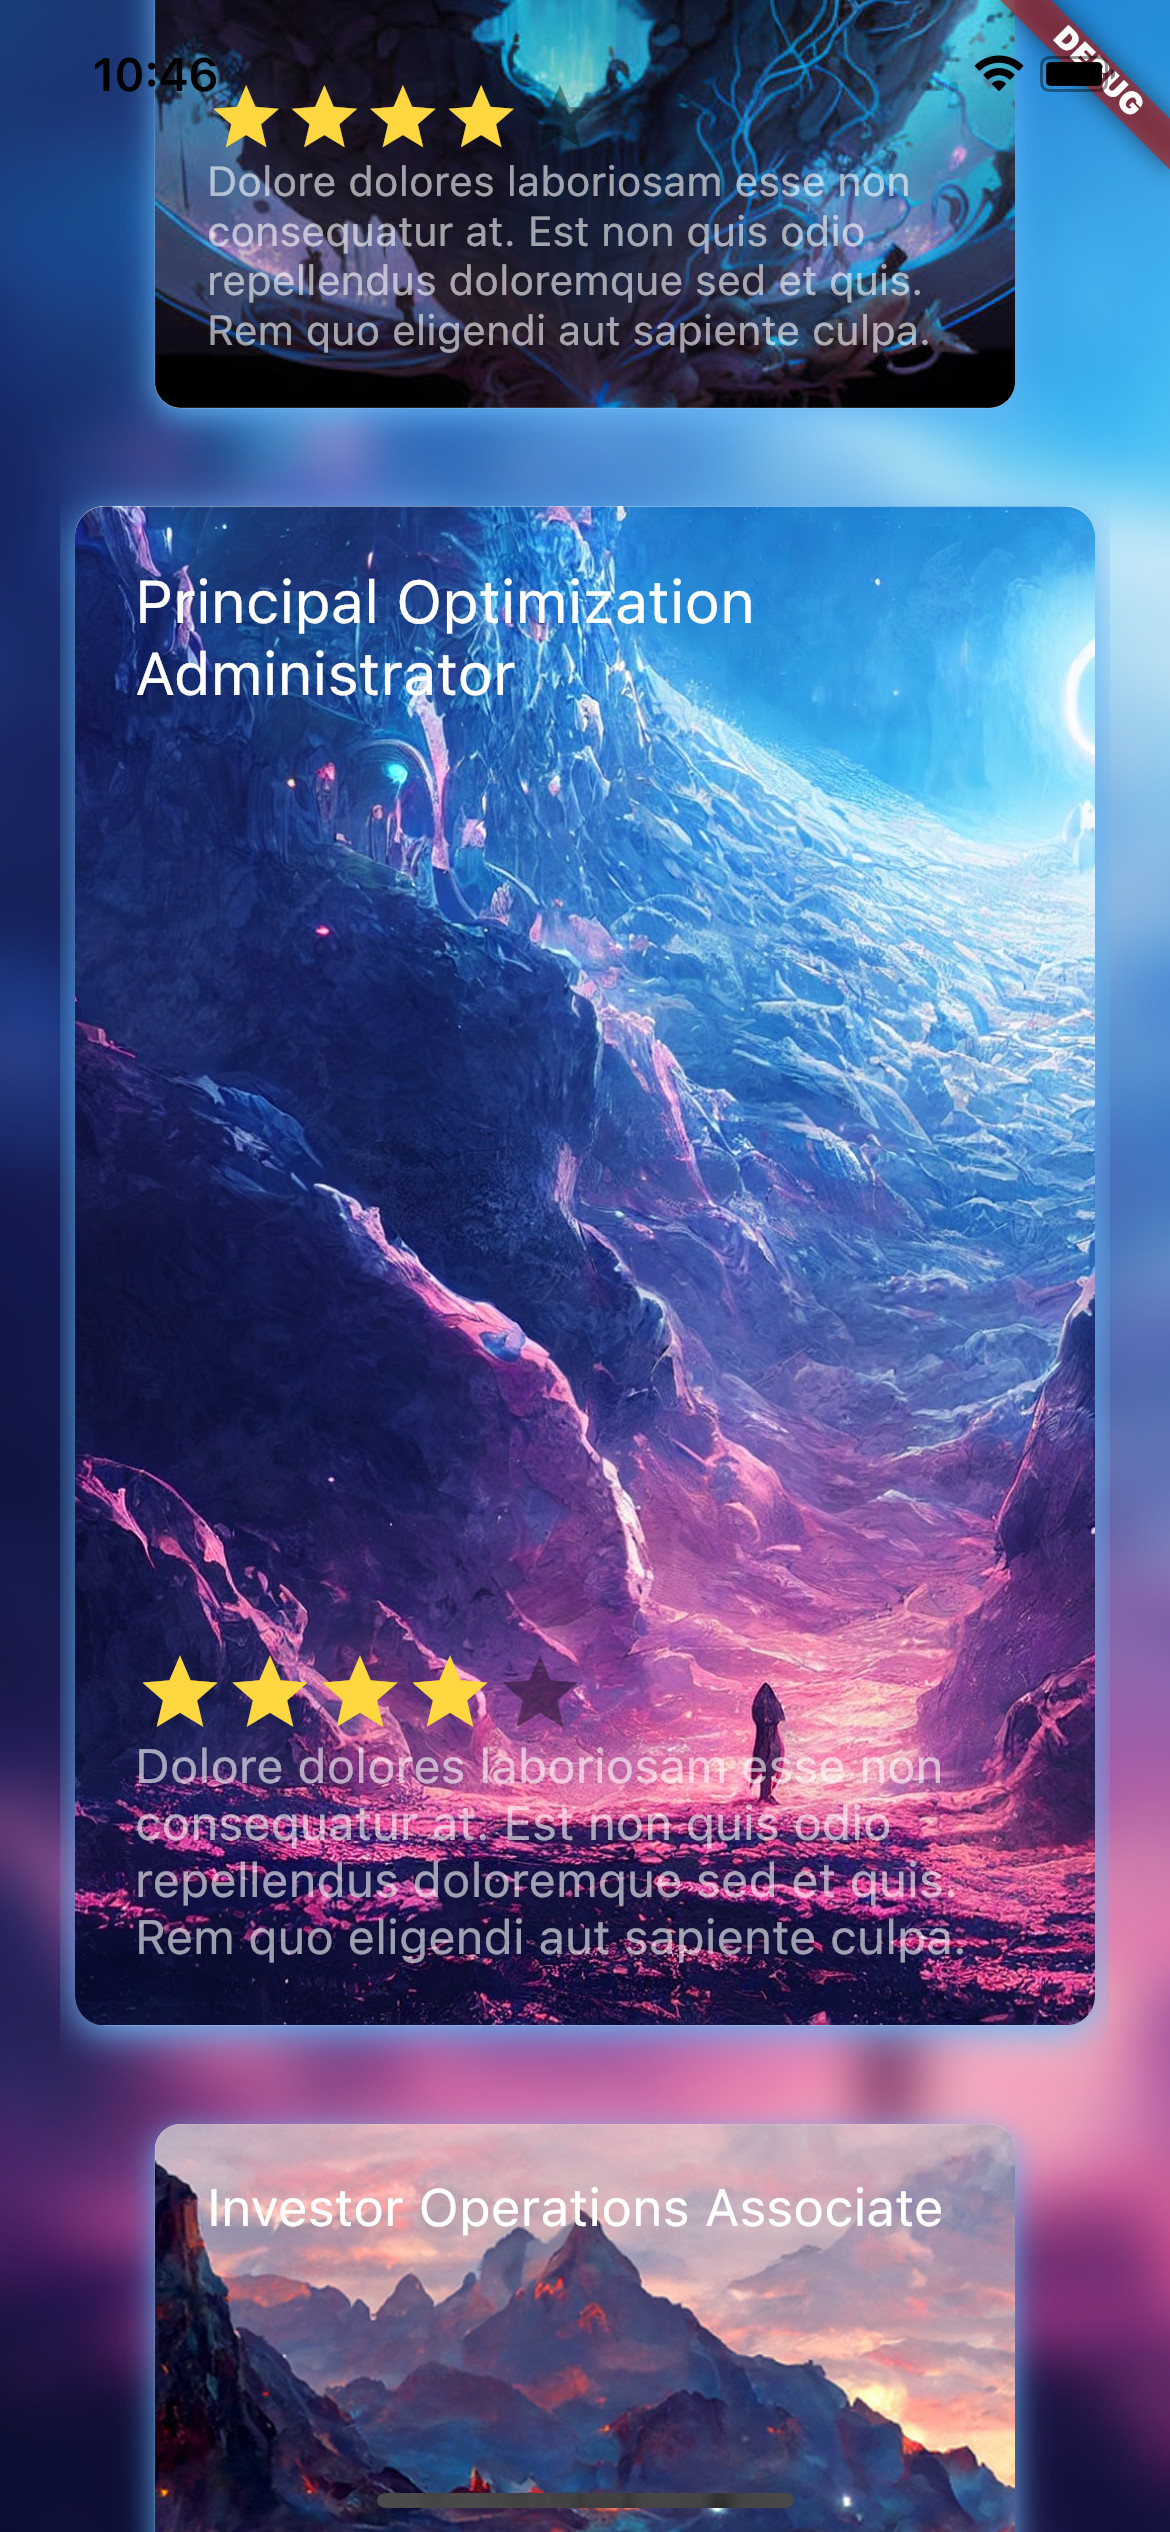 10:46
DEBUG
Dolore dolores laboriosam esse non
consequatur at. Est non quis odio
repellendus doloremque sed et quis.
Rem quo eligendi aut sapiente culpa.
Principal Optimization
Administrator
Dolore dolores laboriosam esse non
consequatur at. Est non quis odio
repellendus doloremque sed et quis.
Rem quo eligendi aut sapiente culpa.
Investor Operations Associate